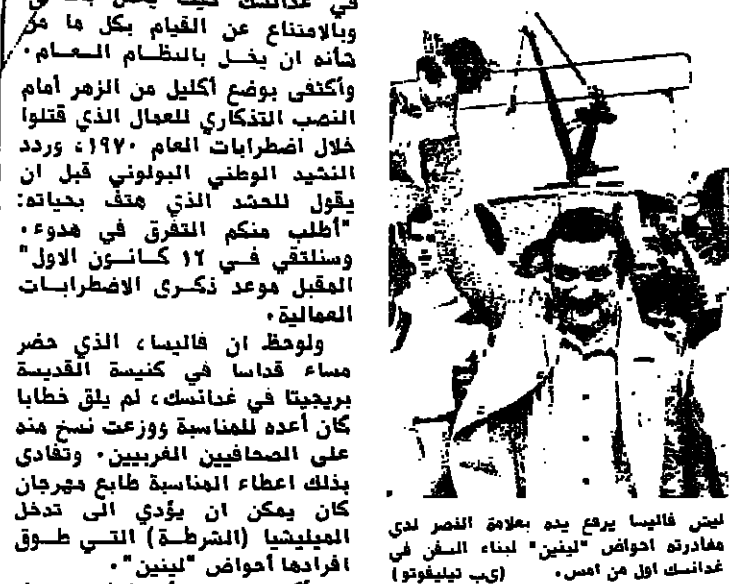 في غدانسك
وبالامتناع عن القيام بكل ما من
شأنه ان يخل بالنظام العام.
وأكتفى بوضع أكليل من الزهر أمام
النصب التذكاري للعمال الذي قتلوا
خلال اضطرابات العام ١٩٧٠، وردد
النشيد الوطني البولوني قبل ان
يقول للحشد الذي هتف بحياته:
"أطلب منكم التفرق في هدوء.
وسنلتقي في ١٦ كانون الاول"
المقبل موعد ذكرى الاضطرابات
العمالية.
ولوحظ ان فاليسا، الذي حضر
مساء قداسا في كنيسة القديسة
بريجيتا في غدانسك، لم يلق خطابا
كان أعده للمناسبة ووزعت نسخ منه
على الصحافيين الغربيين. وتفادى
بذلك اعطاء المناسبة طابع مهرجان
كان يمكن ان يؤدي الى تدخل
الميليشيا (الشرطة) التي طوق
افرادها أحواض "لينين".
ليش فاليسا يرفع يده بعلامة النصر لدى
مغادرته احواض "لينين" لبناء السفن في
غدانسك اول من امس. (ي ب تيليفوتو)